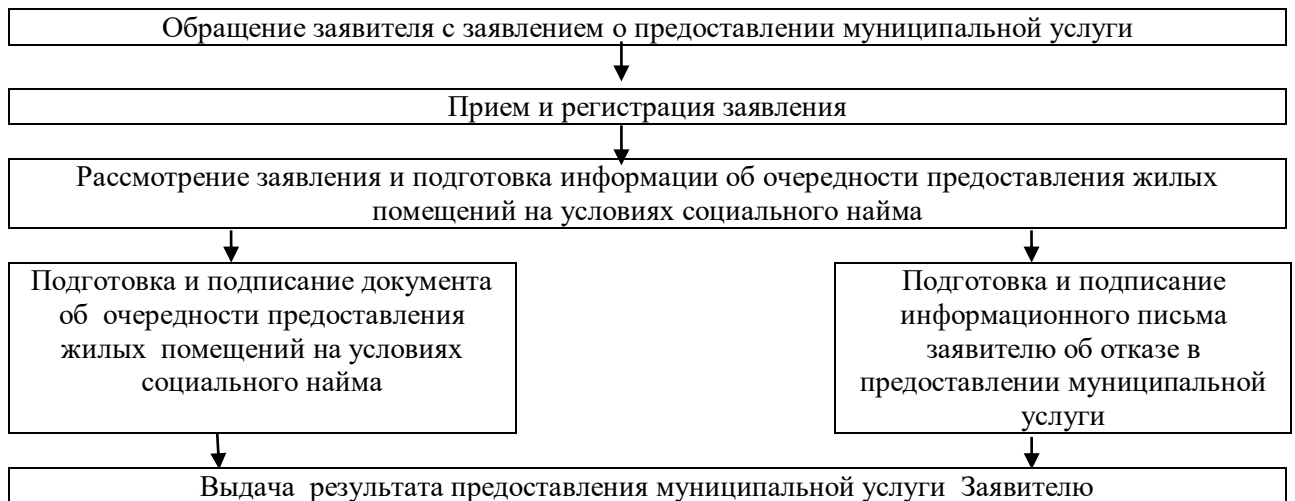 Обращение заявителя с заявлением о предоставлении муниципальной услуги
Прием и регистрация заявления
Рассмотрение заявления и подготовка информации об очередности предоставления жилых
помещений на условиях социального найма
Подготовка и подписание документа
об очередности предоставления
жилых помещений на условиях
социального найма
Подготовка и подписание
информационного письма
заявителю об отказе в
предоставлении муниципальной
услуги
Выдача результата предоставления муниципальной услуги Заявителю